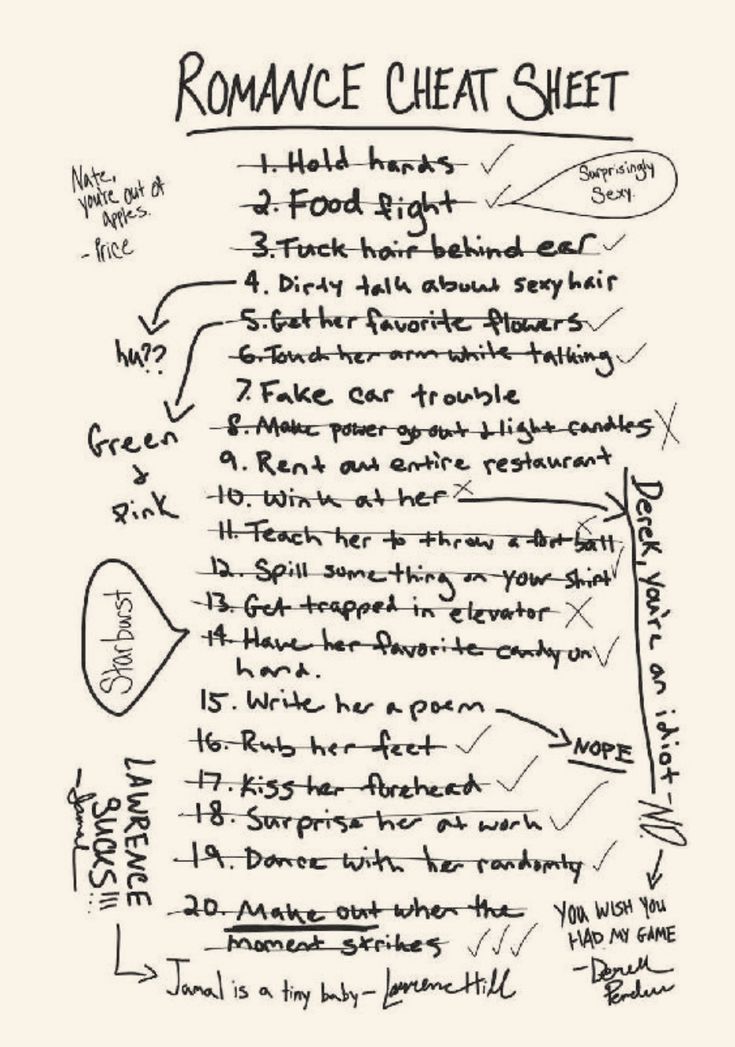 ROMANCE CHEAT SHEET
Nate,
you're out of
apples.
- Price
1. Hold hands ✓
2. Food fight ✓
Surprisingly
Sexy.
3. Tuck hair behind ear ✓
4. Dirty talk about sexy hair
hu??
5. Get her favorite flowers ✓
Green
&
pink
6. Touch her arm while talking ✓
7. Fake car trouble
8. Make power go out & light candles X
9. Rent out entire restaurant
10. Wink at her X
Derek, you're an idiot - ND.
YOU WISH YOU
HAD MY GAME
- Derek
11. Teach her to throw a football X
12. Spill something on your shirt ✓
13. Get trapped in elevator X
14. Have her favorite candy on ✓
hand.
Starburst
15. Write her a poem
NOPE
16. Rub her feet ✓
17. Kiss her forehead ✓
18. Surprise her at work ✓
19. Dance with her randomly ✓
20. Make out when the
moment strikes ✓✓✓
LAWRENCE
SUCKS!!!
- Jamal
Jamal is a tiny baby - Lawrence Hill